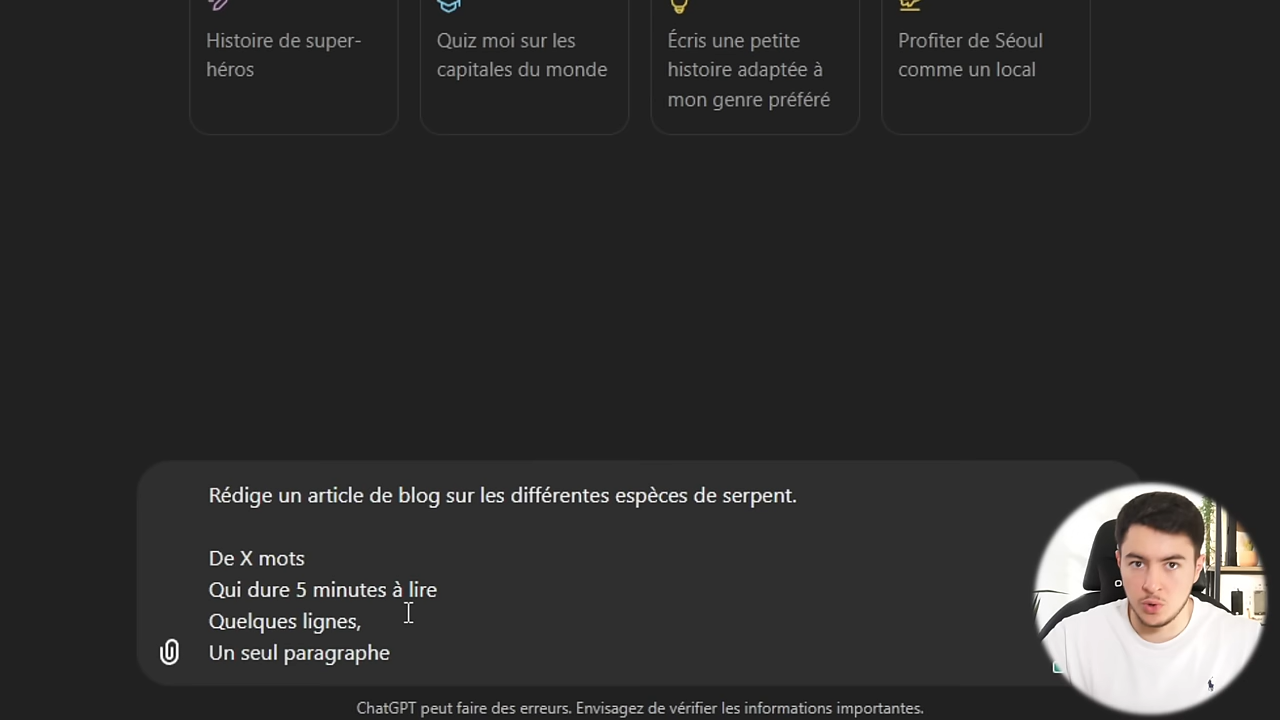 Histoire de super-
héros
Quiz moi sur les
capitales du monde
Écris une petite
histoire adaptée à
mon genre préféré
Profiter de Séoul
comme un local
Rédige un article de blog sur les différentes espèces de serpent.
De X mots
Qui dure 5 minutes à lire
Quelques lignes,
Un seul paragraphe
ChatGPT peut faire des erreurs. Envisagez de vérifier les informations importantes.